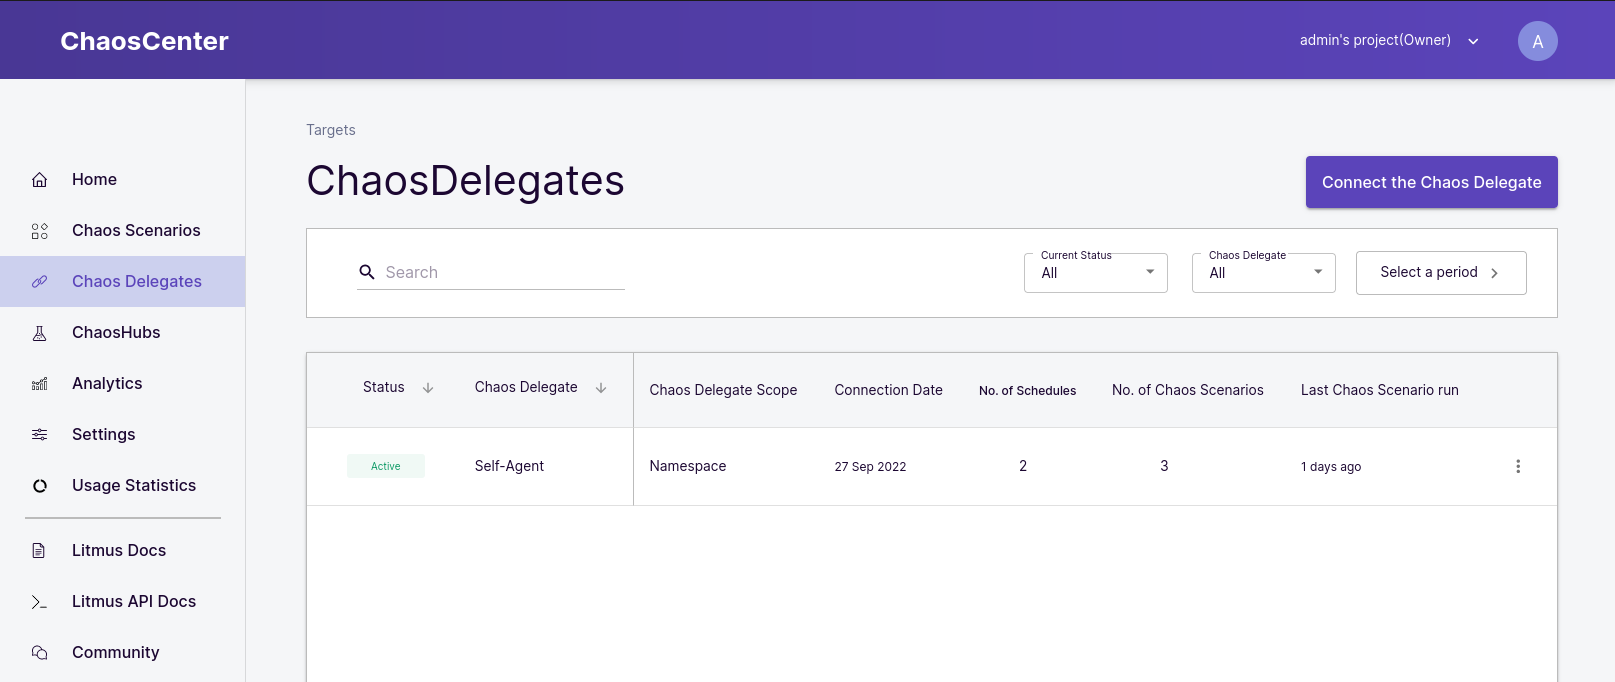 ChaosCenter
admin's project(Owner)
A
Home
Chaos Scenarios
Chaos Delegates
ChaosHubs
Analytics
Settings
Usage Statistics
Litmus Docs
Litmus API Docs
Community
Targets
ChaosDelegates
Connect the Chaos Delegate
Search
Current Status
All
Chaos Delegate
All
Select a period
Status Chaos Delegate Chaos Delegate Scope Connection Date No. of Schedules No. of Chaos Scenarios Last Chaos Scenario run
Active Self-Agent Namespace 27 Sep 2022 2 3 1 days ago